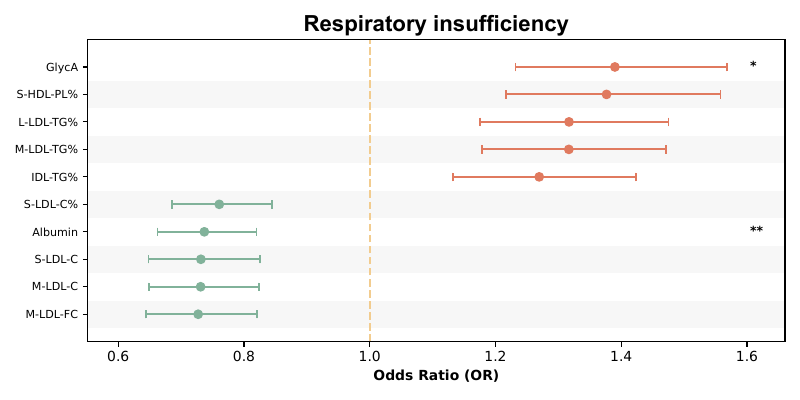 Respiratory insufficiency
GlycA *
S-HDL-PL%
L-LDL-TG%
M-LDL-TG%
IDL-TG%
S-LDL-C%
Albumin **
S-LDL-C
M-LDL-C
M-LDL-FC
0.6 0.8 1.0 1.2 1.4 1.6
Odds Ratio (OR)